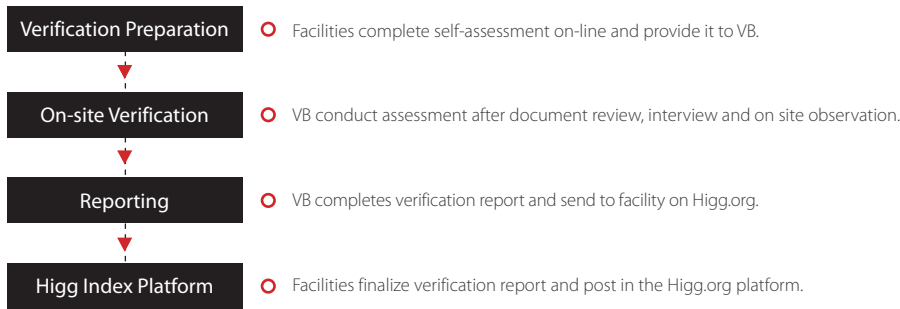 Verification Preparation
Facilities complete self-assessment on-line and provide it to VB.
On-site Verification
VB conduct assessment after document review, interview and on site observation.
Reporting
VB completes verification report and send to facility on Higg.org.
Higg Index Platform
Facilities finalize verification report and post in the Higg.org platform.